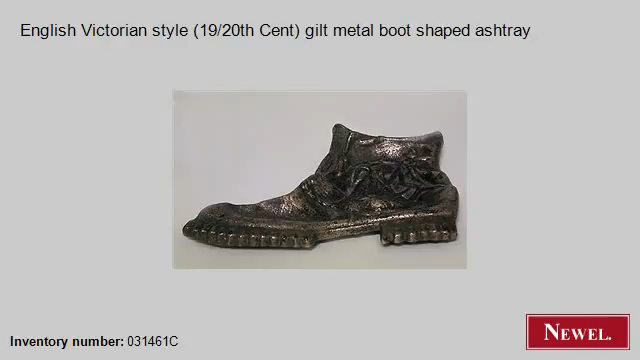 English Victorian style (19/20th Cent) gilt metal boot shaped ashtray
Inventory number: 031461C
NEWEL.